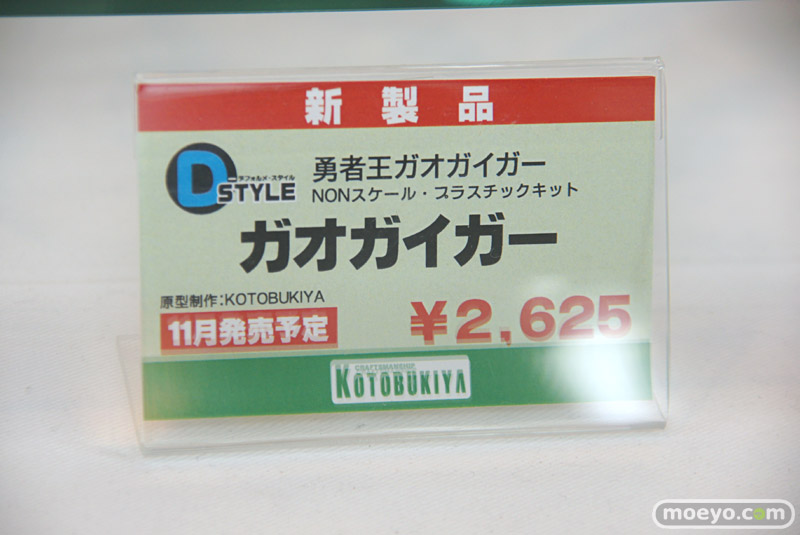 新製品
D STYLE
デフォルメ・スタイル
勇者王ガオガイガー
NONスケール・プラスチックキット
ガオガイガー
原型制作:KOTOBUKIYA
11月発売予定
¥2,625
CRAFTSMANSHIP
KOTOBUKIYA
moeyo.com